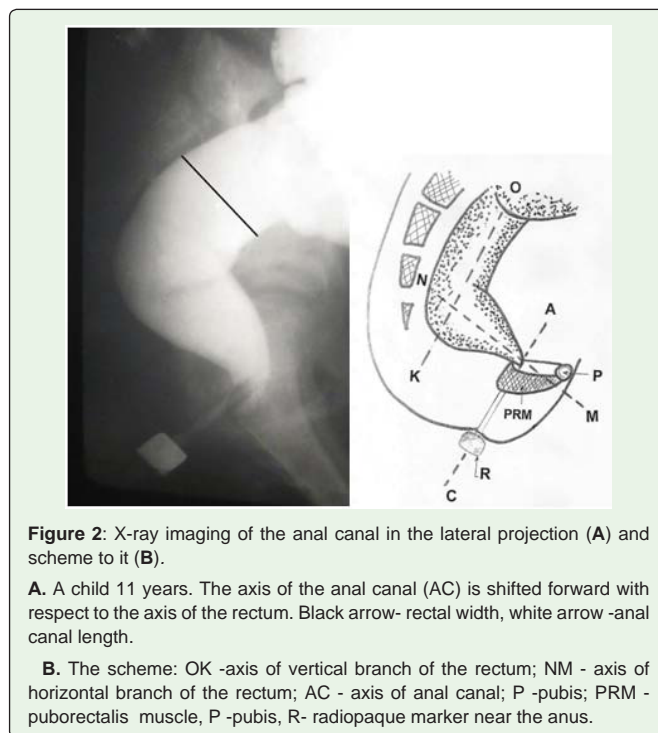 O
N
A
K
P
M
PRM
R
C
Figure 2: X-ray imaging of the anal canal in the lateral projection (A) and
scheme to it (B).
A. A child 11 years. The axis of the anal canal (AC) is shifted forward with
respect to the axis of the rectum. Black arrow- rectal width, white arrow -anal
canal length.
B. The scheme: OK -axis of vertical branch of the rectum; NM - axis of
horizontal branch of the rectum; AC - axis of anal canal; P -pubis; PRM -
puborectalis muscle, P -pubis, R- radiopaque marker near the anus.